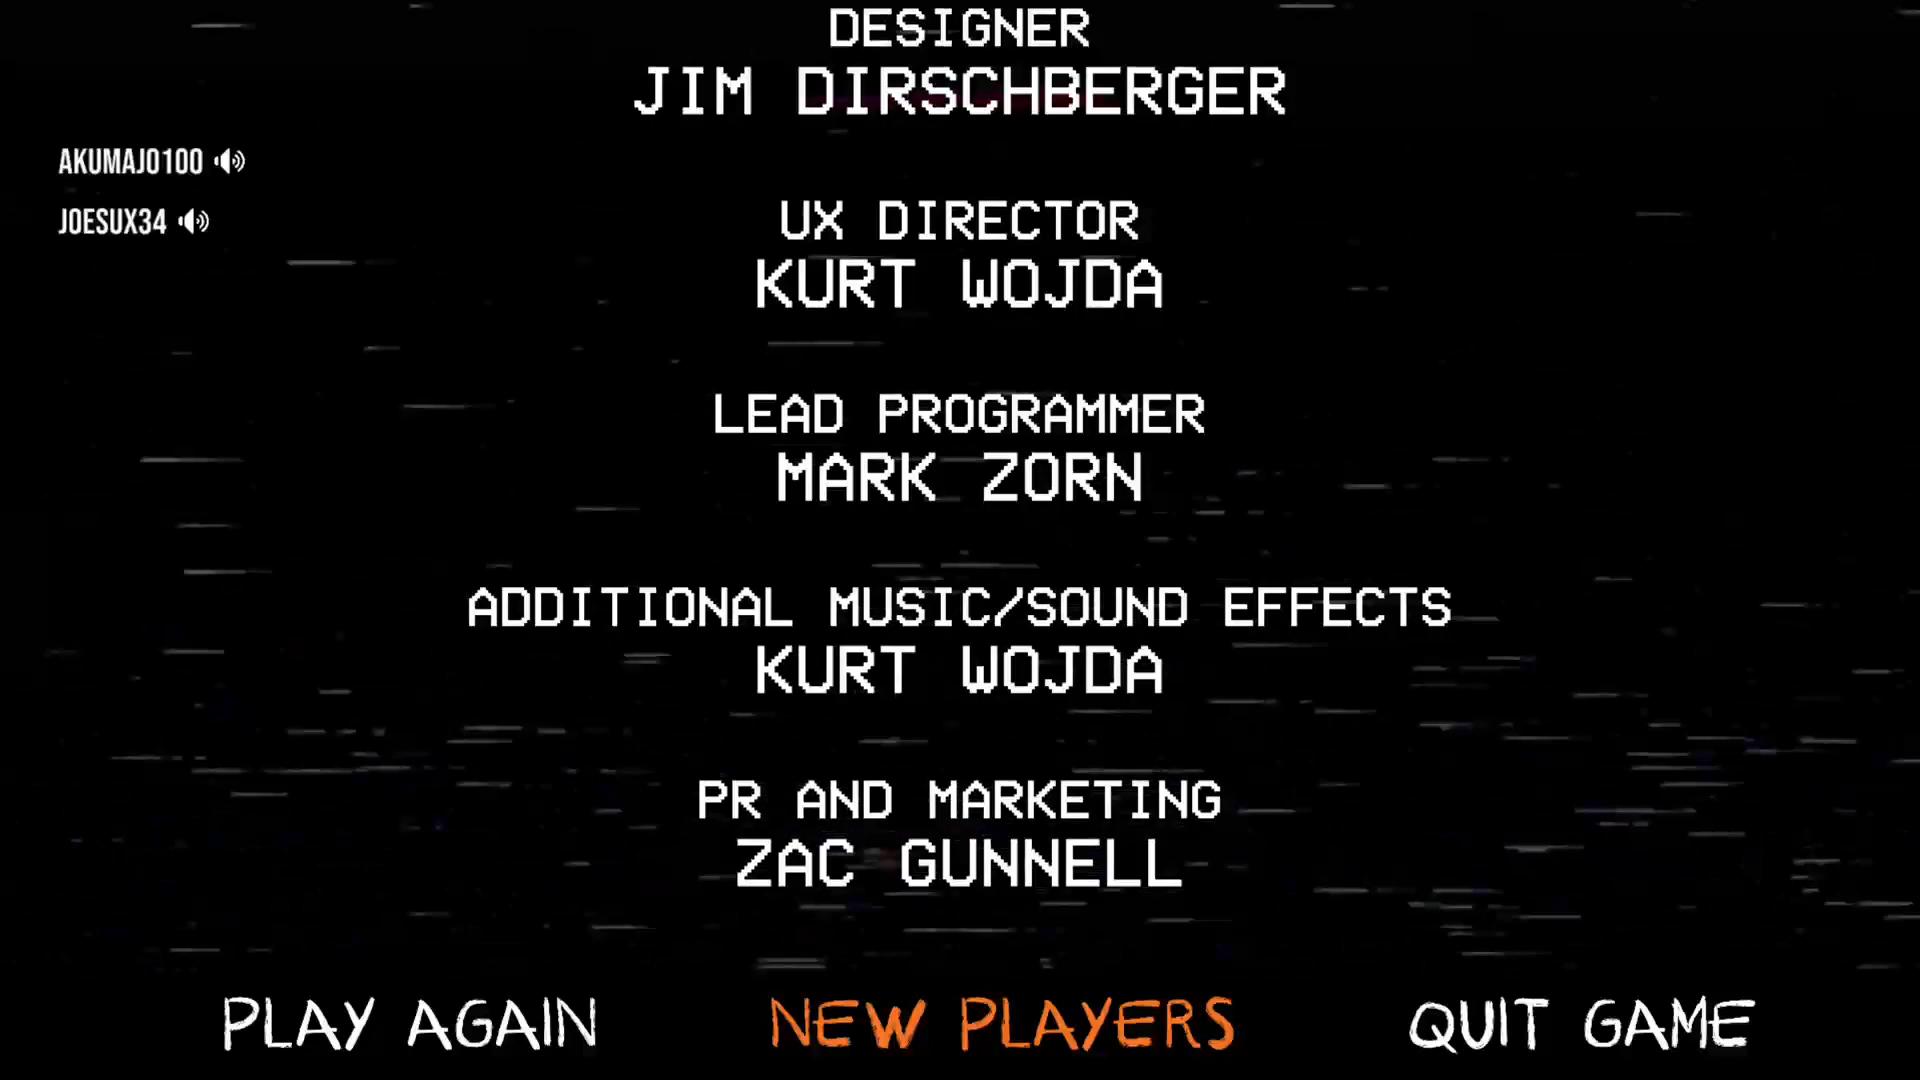 DESIGNER
JIM DIRSCHBERGER
AKUMAJO100
JOESUX34
UX DIRECTOR
KURT WOJDA
LEAD PROGRAMMER
MARK ZORN
ADDITIONAL MUSIC/SOUND EFFECTS
KURT WOJDA
PR AND MARKETING
ZAC GUNNELL
PLAY AGAIN
NEW PLAYERS
QUIT GAME